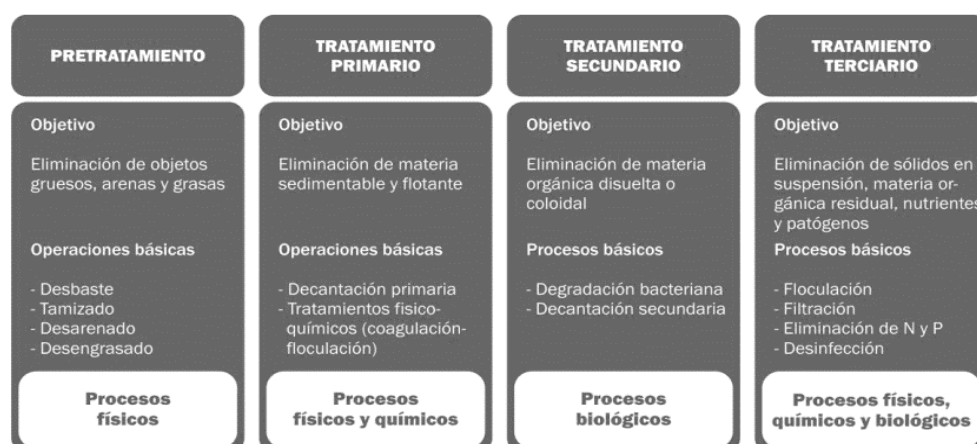 PRETRATAMIENTO
Objetivo
Eliminación de objetos
gruesos, arenas y grasas
Operaciones básicas
- Desbaste
- Tamizado
- Desarenado
- Desengrasado
Procesos
físicos
TRATAMIENTO
PRIMARIO
Objetivo
Eliminación de materia
sedimentable y flotante
Operaciones básicas
- Decantación primaria
- Tratamientos fisico-
químicos (coagulación-
floculación)
Procesos
físicos y químicos
TRATAMIENTO
SECUNDARIO
Objetivo
Eliminación de materia
orgánica disuelta o
coloidal
Procesos básicos
- Degradación bacteriana
- Decantación secundaria
Procesos
biológicos
TRATAMIENTO
TERCIARIO
Objetivo
Eliminación de sólidos en
suspensión, materia or-
gánica residual, nutrientes
y patógenos
Procesos básicos
- Floculación
- Filtración
- Eliminación de N y P
- Desinfección
Procesos físicos,
químicos y biológicos